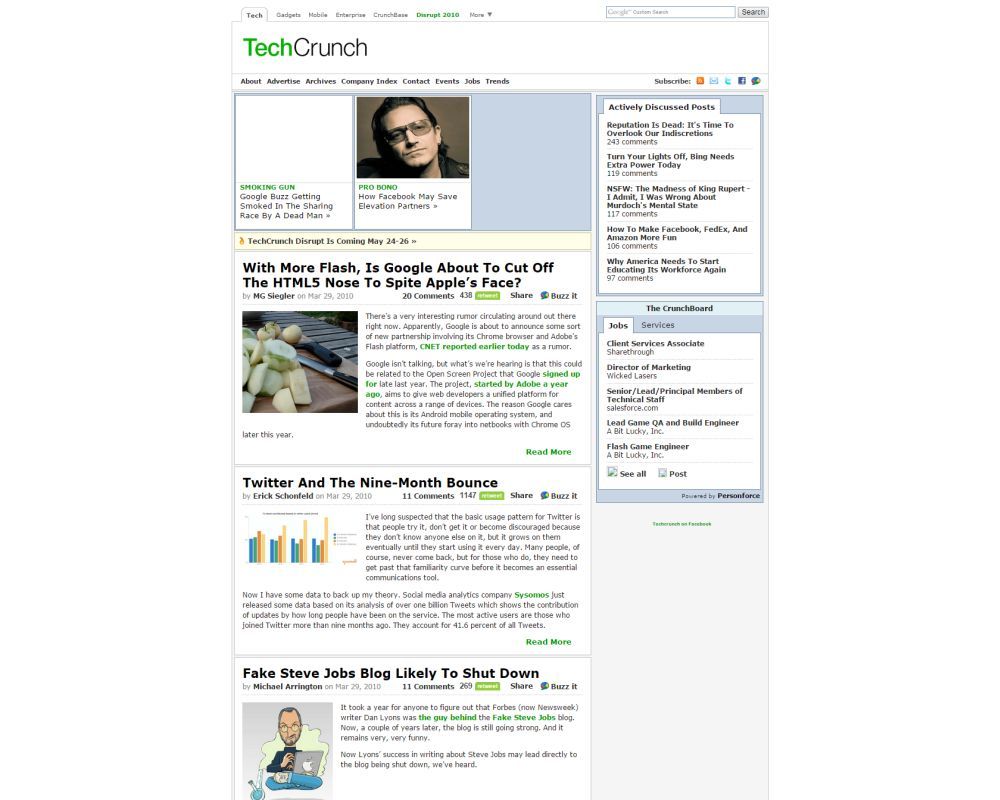 Tech Gadgets Mobile Enterprise CrunchBase Disrupt 2010 More ▼
Google™ Custom Search Search
TechCrunch
About Advertise Archives Company Index Contact Events Jobs Trends
Subscribe:
SMOKING GUN
Google Buzz Getting
Smoked In The Sharing
Race By A Dead Man »
PRO BONO
How Facebook May Save
Elevation Partners »
TechCrunch Disrupt Is Coming May 24-26 »
With More Flash, Is Google About To Cut Off
The HTML5 Nose To Spite Apple’s Face?
by MG Siegler on Mar 29, 2010
20 Comments 438 retweet Share Buzz it
There’s a very interesting rumor circulating around out there
right now. Apparently, Google is about to announce some sort
of new partnership involving its Chrome browser and Adobe’s
Flash platform, CNET reported earlier today as a rumor.
Google isn’t talking, but what’s we’re hearing is that this could
be related to the Open Screen Project that Google signed up
for late last year. The project, started by Adobe a year
ago, aims to give web developers a unified platform for
content across a range of devices. The reason Google cares
about this is its Android mobile operating system, and
undoubtedly its future foray into netbooks with Chrome OS
later this year.
Read More
Twitter And The Nine-Month Bounce
by Erick Schonfeld on Mar 29, 2010
11 Comments 1147 retweet Share Buzz it
I’ve long suspected that the basic usage pattern for Twitter is
that people try it, don’t get it or become discouraged because
they don’t know anyone else on it, but it grows on them
eventually until they start using it every day. Many people, of
course, never come back, but for those who do, they need to
get past that familiarity curve before it becomes an essential
communications tool.
Now I have some data to back up my theory. Social media analytics company Sysomos just
released some data based on its analysis of over one billion Tweets which shows the contribution
of updates by how long people have been on the service. The most active users are those who
joined Twitter more than nine months ago. They account for 41.6 percent of all Tweets.
Read More
Fake Steve Jobs Blog Likely To Shut Down
by Michael Arrington on Mar 29, 2010
11 Comments 269 retweet Share Buzz it
It took a year for anyone to figure out that Forbes (now Newsweek)
writer Dan Lyons was the guy behind the Fake Steve Jobs blog.
Now, a couple of years later, the blog is still going strong. And it
remains very, very funny.
Now Lyons’ success in writing about Steve Jobs may lead directly to
the blog being shut down, we’ve heard.
Actively Discussed Posts
Reputation Is Dead: It's Time To
Overlook Our Indiscretions
243 comments
Turn Your Lights Off, Bing Needs
Extra Power Today
119 comments
NSFW: The Madness of King Rupert -
I Admit, I Was Wrong About
Murdoch's Mental State
117 comments
How To Make Facebook, FedEx, And
Amazon More Fun
106 comments
Why America Needs To Start
Educating Its Workforce Again
97 comments
The CrunchBoard
Jobs Services
Client Services Associate
Sharethrough
Director of Marketing
Wicked Lasers
Senior/Lead/Principal Members of
Technical Staff
salesforce.com
Lead Game QA and Build Engineer
A Bit Lucky, Inc.
Flash Game Engineer
A Bit Lucky, Inc.
See all Post
Powered by Personforce
Techcrunch on Facebook